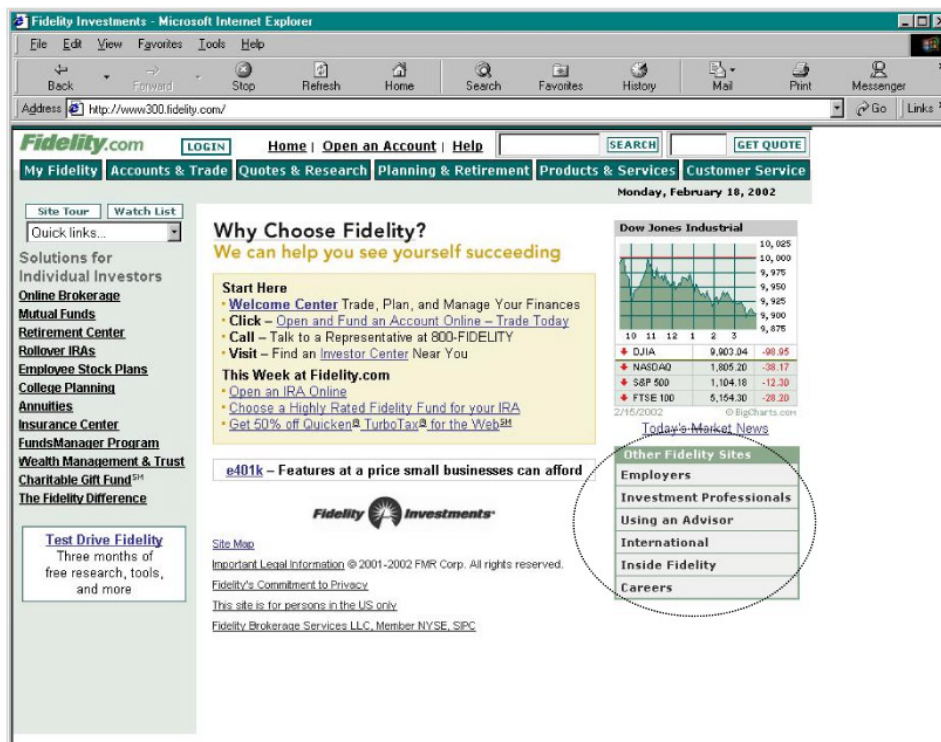 Fidelity Investments - Microsoft Internet Explorer
File Edit View Favorites Tools Help
Back Forward Stop Refresh Home Search Favorites History Mail Print Messenger
Address http://www300.fidelity.com/ Go Links
Fidelity.com LOGIN Home | Open an Account | Help SEARCH GET QUOTE
My Fidelity Accounts & Trade Quotes & Research Planning & Retirement Products & Services Customer Service
Monday, February 18, 2002
Site Tour Watch List
Quick links...
Solutions for
Individual Investors
Online Brokerage
Mutual Funds
Retirement Center
Rollover IRAs
Employee Stock Plans
College Planning
Annuities
Insurance Center
FundsManager Program
Wealth Management & Trust
Charitable Gift Fund SM
The Fidelity Difference
Test Drive Fidelity
Three months of
free research, tools,
and more
Why Choose Fidelity?
We can help you see yourself succeeding
Start Here
· Welcome Center Trade, Plan, and Manage Your Finances
· Click – Open and Fund an Account Online – Trade Today
· Call – Talk to a Representative at 800-FIDELITY
· Visit – Find an Investor Center Near You
This Week at Fidelity.com
· Open an IRA Online
· Choose a Highly Rated Fidelity Fund for your IRA
· Get 50% off Quicken® TurboTax® for the Web SM
e401k – Features at a price small businesses can afford
Fidelity Investments
Site Map
Important Legal Information © 2001-2002 FMR Corp. All rights reserved.
Fidelity's Commitment to Privacy
This site is for persons in the US only
Fidelity Brokerage Services LLC, Member NYSE, SIPC
Dow Jones Industrial
10,025
10,000
9,975
9,950
9,925
9,900
9,875
10 11 12 1 2 3
DJIA 9,903.04 -98.95
NASDAQ 1,805.20 -38.17
S&P 500 1,104.18 -12.30
FTSE 100 5,154.30 -28.20
2/15/2002 © BigCharts.com
Today's Market News
Other Fidelity Sites
Employers
Investment Professionals
Using an Advisor
International
Inside Fidelity
Careers